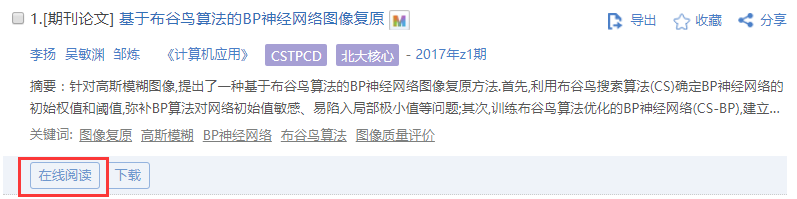 1.[期刊论文] 基于布谷鸟算法的BP神经网络图像复原 M 导出 收藏 分享
李扬 吴敏渊 邹炼 《计算机应用》 CSTPCD 北大核心 - 2017年z1期
摘要：针对高斯模糊图像,提出了一种基于布谷鸟算法的BP神经网络图像复原方法.首先,利用布谷鸟搜索算法(CS)确定BP神经网络的
初始权值和阈值,弥补BP算法对网络初始值敏感、易陷入局部极小值等问题;其次,训练布谷鸟算法优化的BP神经网络(CS-BP),建立...
关键词: 图像复原 高斯模糊 BP神经网络 布谷鸟算法 图像质量评价
在线阅读 下载